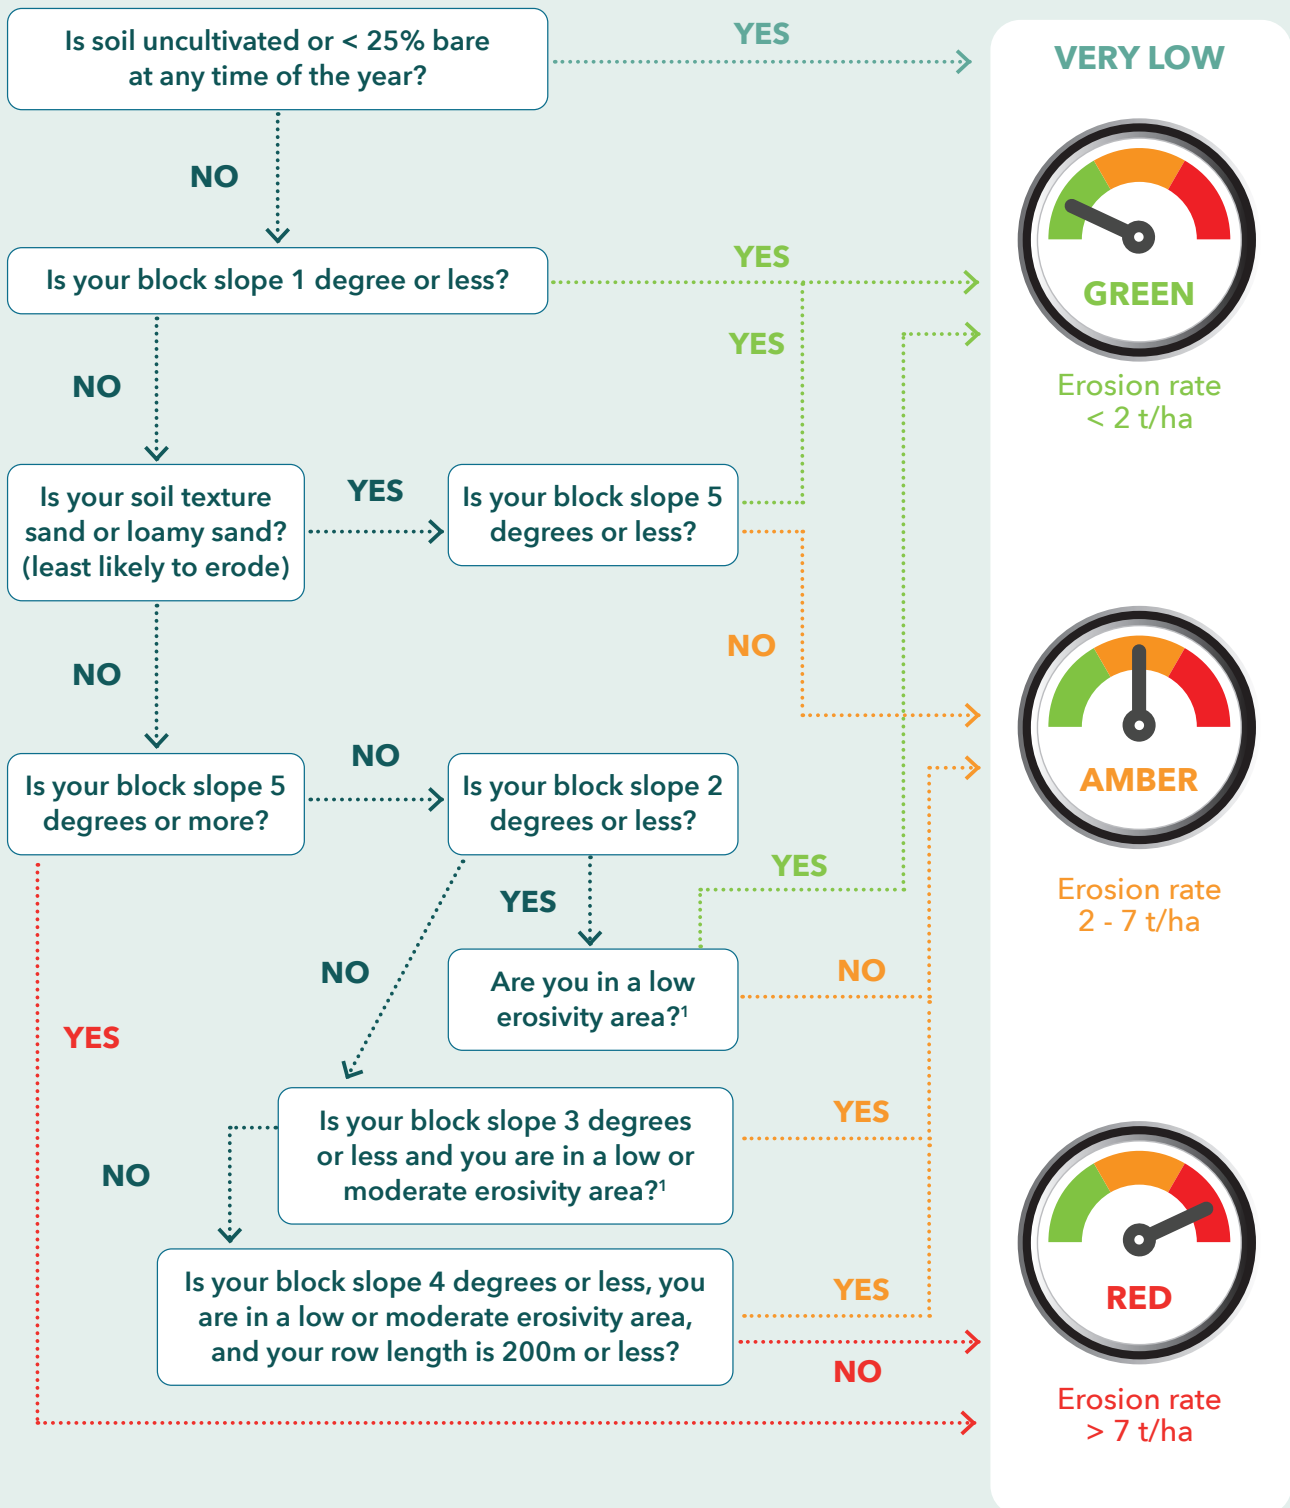 Is soil uncultivated or < 25% bare
at any time of the year?
YES
VERY LOW
NO
Is your block slope 1 degree or less?
YES
GREEN
Erosion rate
< 2 t/ha
YES
NO
Is your soil texture
sand or loamy sand?
(least likely to erode)
YES
Is your block slope 5
degrees or less?
NO
NO
AMBER
Erosion rate
2 - 7 t/ha
Is your block slope 5
degrees or more?
NO
Is your block slope 2
degrees or less?
YES
YES
NO
Are you in a low
erosivity area?¹
NO
YES
Is your block slope 3 degrees
or less and you are in a low or
moderate erosivity area?¹
YES
NO
Is your block slope 4 degrees or less, you
are in a low or moderate erosivity area,
and your row length is 200m or less?
YES
NO
RED
Erosion rate
> 7 t/ha